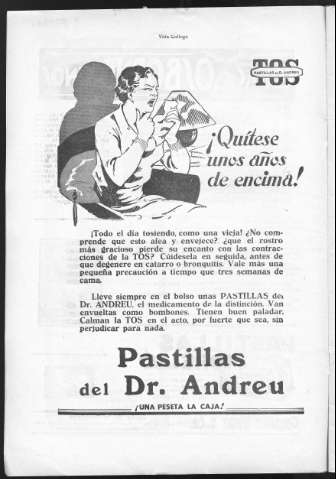 Vida Gallega
TOS
PASTILLAS del D. ANDREU
¡Quítese
unos años
de encima!
¡Todo el día tosiendo, como una vieja! ¿No com-
prende que esto afea y envejece? ¿que el rostro
más gracioso pierde su encanto con las contrac-
ciones de la TOS? Cúidesela en seguida, antes de
que degenere en catarro o bronquitis. Vale más una
pequeña precaución a tiempo que tres semanas de
cama.
Lleve siempre en el bolso unas PASTILLAS del
Dr. ANDREU, el medicamento de la distinción. Van
envueltas como bombones. Tienen buen paladar.
Calman la TOS en el acto, por fuerte que sea, sin
perjudicar para nada.
Pastillas
del Dr. Andreu
¡UNA PESETA LA CAJA!